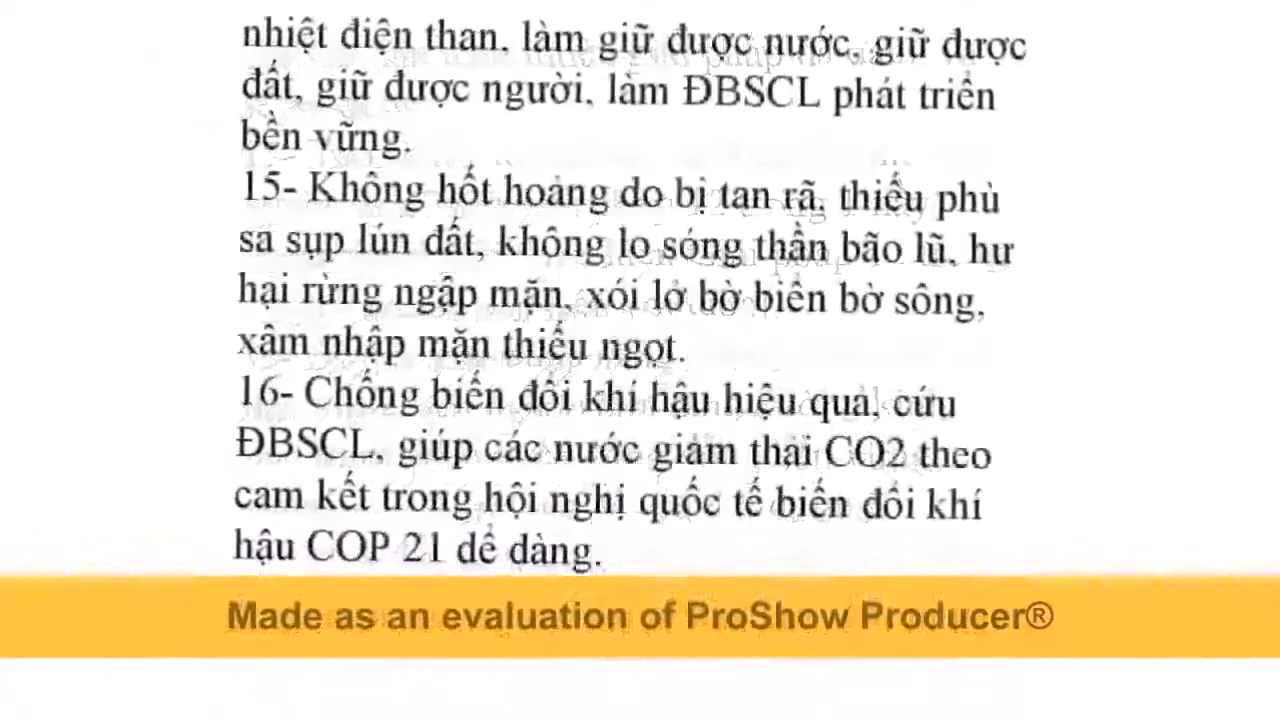 nhiệt điện than, làm giữ được nước, giữ được
đất, giữ được người, làm ĐBSCL phát triển
bền vững.
15- Không hốt hoảng do bị tan rã, thiếu phù
sa sụp lún đất, không lo sóng thần bão lũ, hư
hại rừng ngập mặn, xói lở bờ biển bờ sông,
xâm nhập mặn thiếu ngọt.
16- Chống biến đổi khí hậu hiệu quả, cứu
ĐBSCL, giúp các nước giảm thải CO2 theo
cam kết trong hội nghị quốc tế biến đổi khí
hậu COP 21 dể dàng.
Made as an evaluation of ProShow Producer®